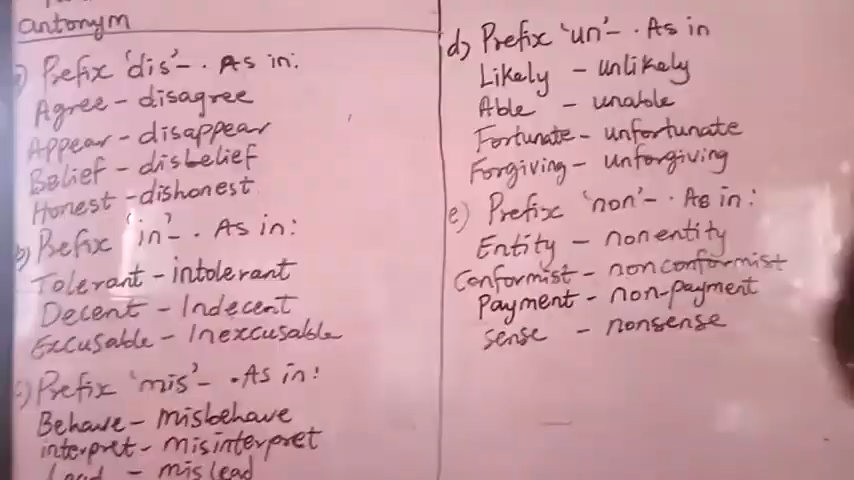 antonym
a) Prefix 'dis'- . As in:
Agree - disagree
Appear - disappear
Belief - disbelief
Honest - dishonest
b) Prefix 'in'- . As in:
Tolerant - intolerant
Decent - Indecent
Excusable - Inexcusable
c) Prefix 'mis'- . As in:
Behave - misbehave
interpret - misinterpret
Lead - mislead
d) Prefix 'un'- . As in
Likely - unlikely
Able - unable
Fortunate - unfortunate
Forgiving - unforgiving
e) Prefix 'non'- . As in:
Entity - nonentity
Conformist - nonconformist
Payment - non-payment
sense - nonsense